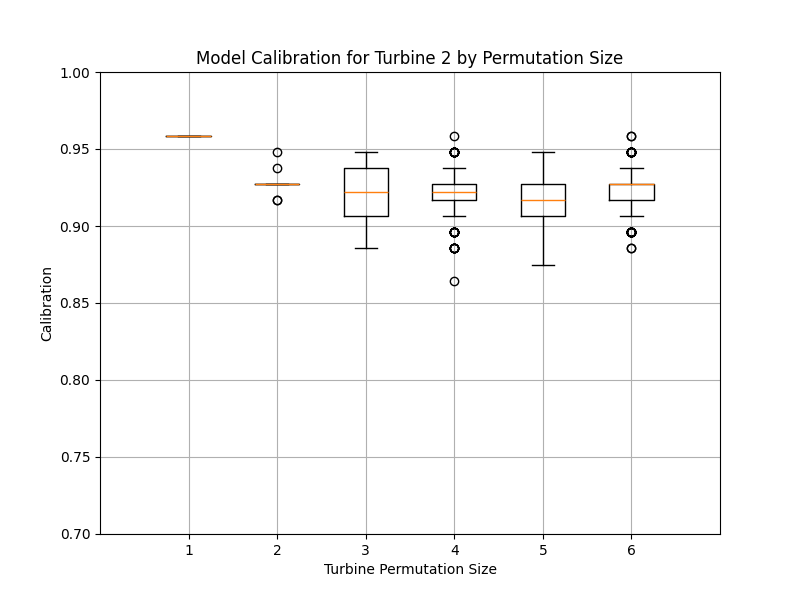 Model Calibration for Turbine 2 by Permutation Size
1.00
0.95
0.90
0.85
0.80
0.75
0.70
Calibration
1 2 3 4 5 6
Turbine Permutation Size